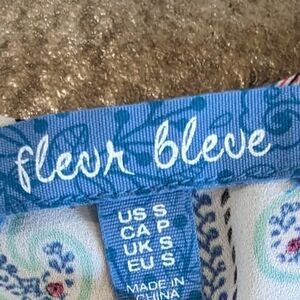 fleur bleue
US S
CA P
UK S
EU S
MADE IN
CHINA